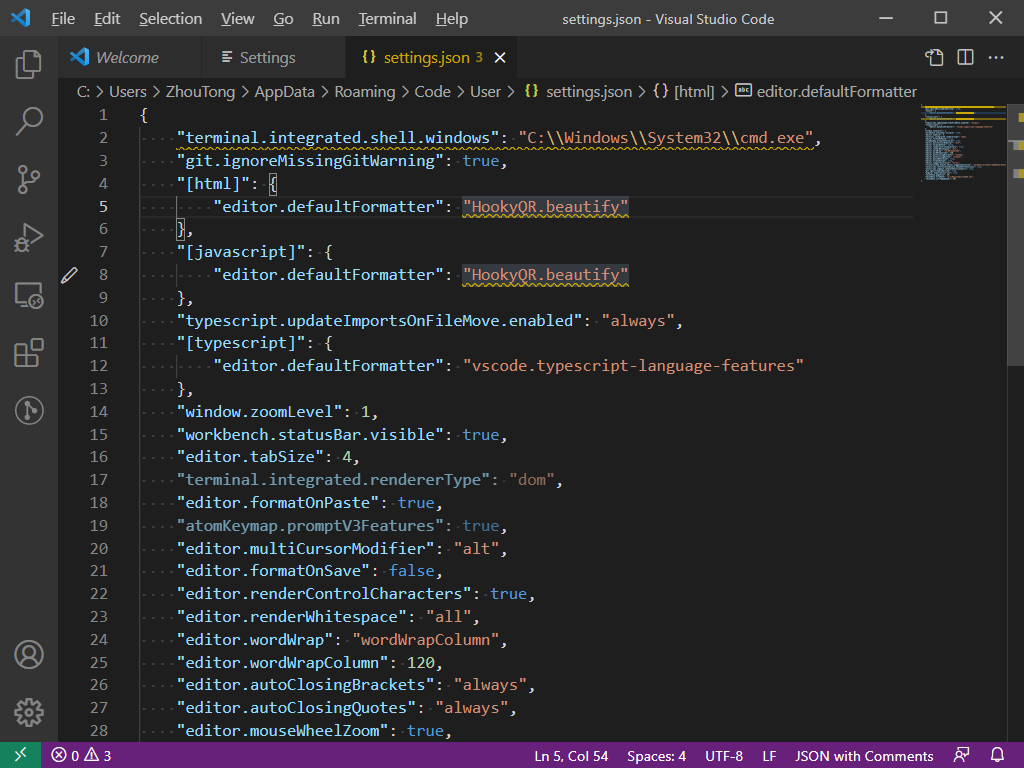 File Edit Selection View Go Run Terminal Help settings.json - Visual Studio Code
Welcome Settings {} settings.json 3
C: > Users > ZhouTong > AppData > Roaming > Code > User > {} settings.json > {} [html] > abc editor.defaultFormatter
1 {
2 ····"terminal.integrated.shell.windows":·"C:\\Windows\\System32\\cmd.exe",
3 ····"git.ignoreMissingGitWarning":·true,
4 ····"[html]":·{
5 ········"editor.defaultFormatter":·"HookyQR.beautify"
6 ····},
7 ····"[javascript]":·{
8 ········"editor.defaultFormatter":·"HookyQR.beautify"
9 ····},
10 ····"typescript.updateImportsOnFileMove.enabled":·"always",
11 ····"[typescript]":·{
12 ········"editor.defaultFormatter":·"vscode.typescript-language-features"
13 ····},
14 ····"window.zoomLevel":·1,
15 ····"workbench.statusBar.visible":·true,
16 ····"editor.tabSize":·4,
17 ····"terminal.integrated.rendererType":·"dom",
18 ····"editor.formatOnPaste":·true,
19 ····"atomKeymap.promptV3Features":·true,
20 ····"editor.multiCursorModifier":·"alt",
21 ····"editor.formatOnSave":·false,
22 ····"editor.renderControlCharacters":·true,
23 ····"editor.renderWhitespace":·"all",
24 ····"editor.wordWrap":·"wordWrapColumn",
25 ····"editor.wordWrapColumn":·120,
26 ····"editor.autoClosingBrackets":·"always",
27 ····"editor.autoClosingQuotes":·"always",
28 ····"editor.mouseWheelZoom":·true,
0 3 Ln 5, Col 54 Spaces: 4 UTF-8 LF JSON with Comments